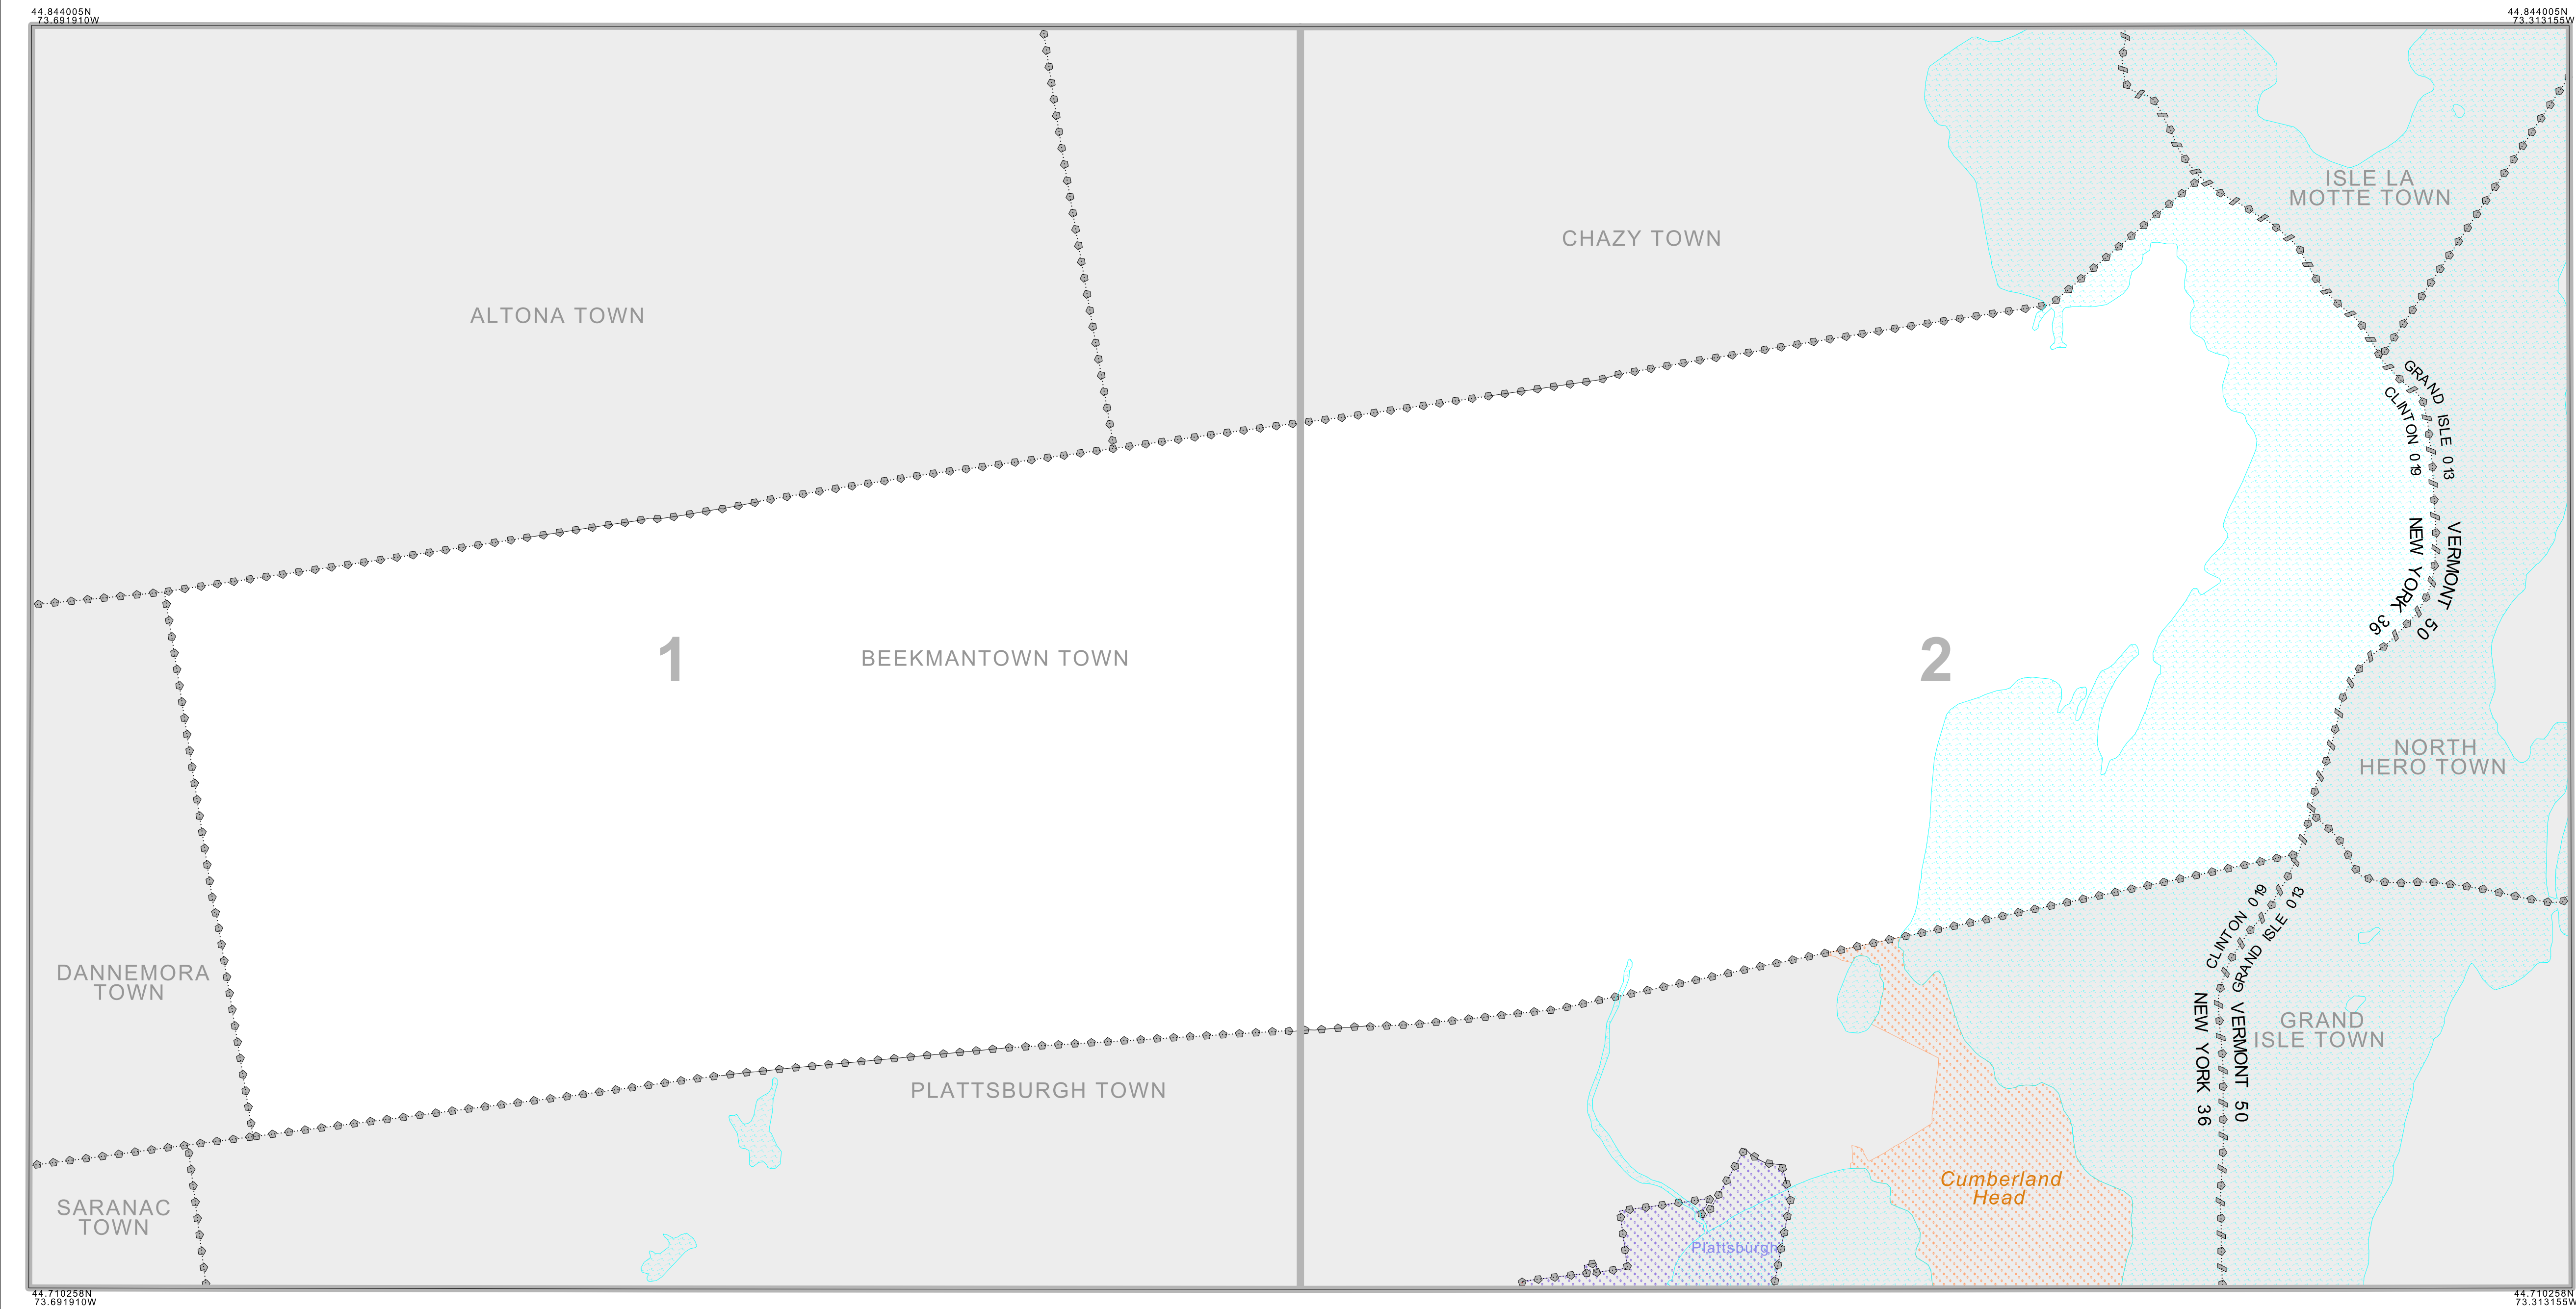 44.844005N
73.691910W
44.844005N
73.313155W
ISLE LA
MOTTE TOWN
CHAZY TOWN
ALTONA TOWN
GRAND ISLE 013
CLINTON 019
VERMONT 50
NEW YORK 36
1
BEEKMANTOWN TOWN
2
NORTH
HERO TOWN
CLINTON 019
GRAND ISLE 013
DANNEMORA
TOWN
NEW YORK 36
VERMONT 50
GRAND
ISLE TOWN
PLATTSBURGH TOWN
Cumberland
Head
SARANAC
TOWN
Plattsburgh
44.710258N
73.691910W
44.710258N
73.313155W